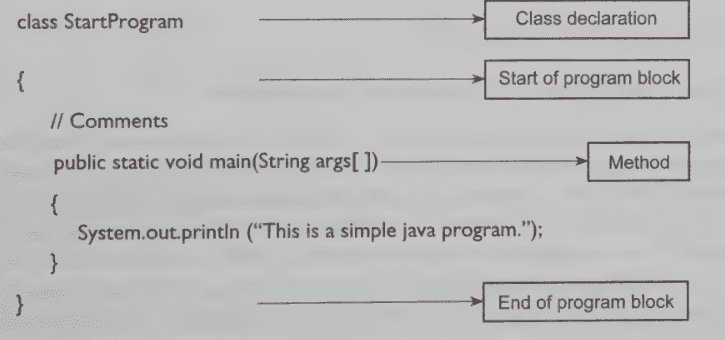 class StartProgram Class declaration
{ Start of program block
// Comments
public static void main(String args[ ]) Method
{
System.out.println (“This is a simple java program.”);
}
} End of program block